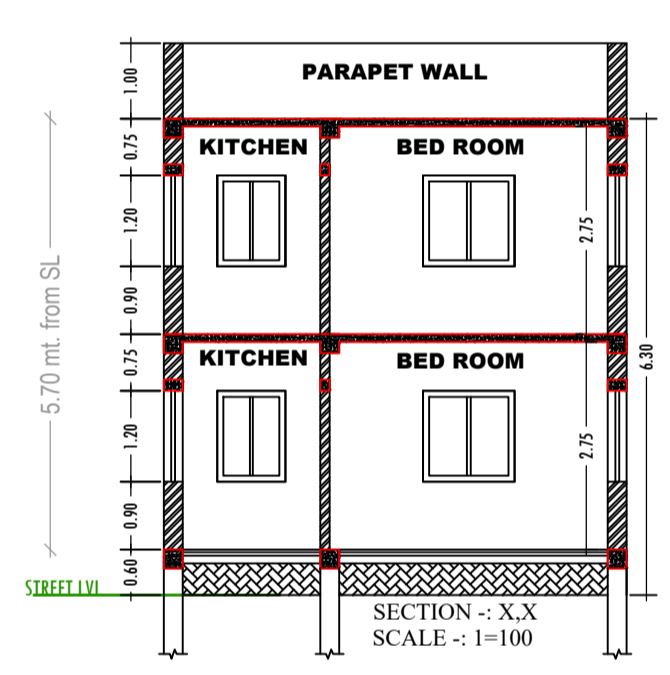 PARAPET WALL
1.00
0.75
KITCHEN
BED ROOM
1.20
2.75
0.90
5.70 mt. from SL
0.75
KITCHEN
BED ROOM
6.30
1.20
2.75
0.90
0.60
STREET LVL
SECTION -: X,X
SCALE -: 1=100